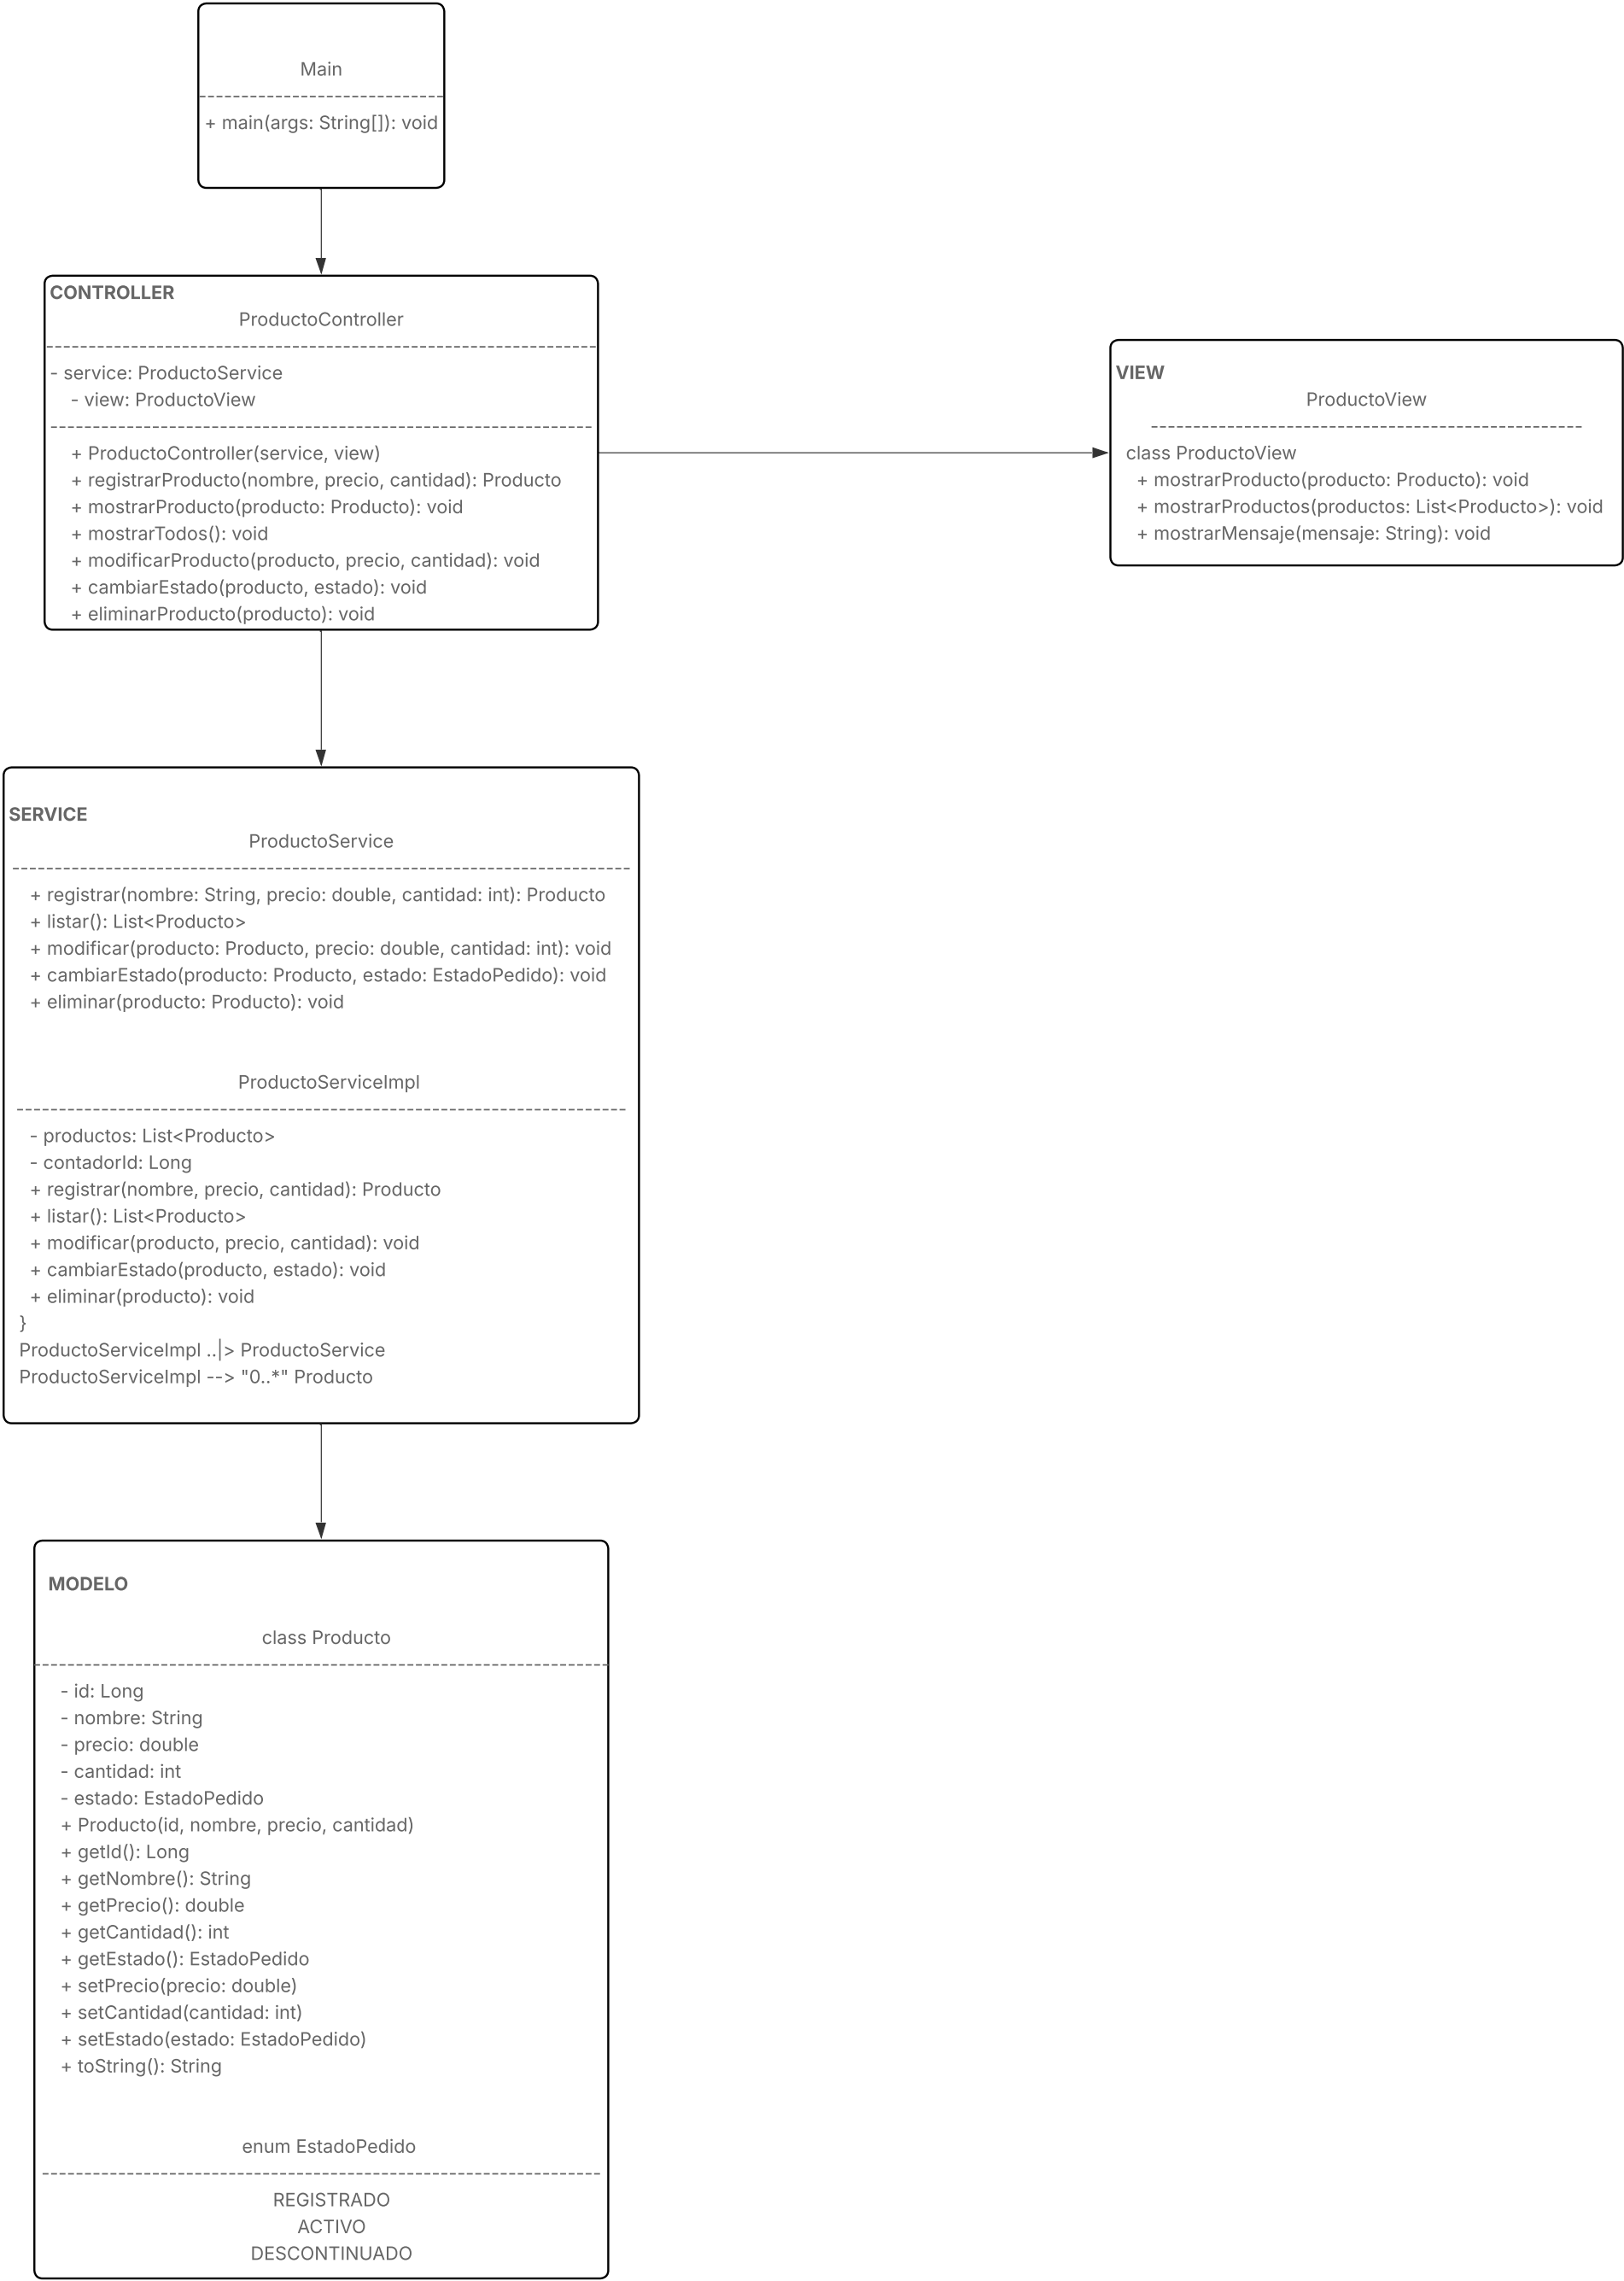 Main
+ main(args: String[]): void
CONTROLLER
ProductoController
- service: ProductoService
- view: ProductoView
+ ProductoController(service, view)
+ registrarProducto(nombre, precio, cantidad): Producto
+ mostrarProducto(producto: Producto): void
+ mostrarTodos(): void
+ modificarProducto(producto, precio, cantidad): void
+ cambiarEstado(producto, estado): void
+ eliminarProducto(producto): void
VIEW
ProductoView
class ProductoView
+ mostrarProducto(producto: Producto): void
+ mostrarProductos(productos: List<Producto>): void
+ mostrarMensaje(mensaje: String): void
SERVICE
ProductoService
+ registrar(nombre: String, precio: double, cantidad: int): Producto
+ listar(): List<Producto>
+ modificar(producto: Producto, precio: double, cantidad: int): void
+ cambiarEstado(producto: Producto, estado: EstadoPedido): void
+ eliminar(producto: Producto): void
ProductoServiceImpl
- productos: List<Producto>
- contadorId: Long
+ registrar(nombre, precio, cantidad): Producto
+ listar(): List<Producto>
+ modificar(producto, precio, cantidad): void
+ cambiarEstado(producto, estado): void
+ eliminar(producto): void
}
ProductoServiceImpl ..|> ProductoService
ProductoServiceImpl --> "0..*" Producto
MODELO
class Producto
- id: Long
- nombre: String
- precio: double
- cantidad: int
- estado: EstadoPedido
+ Producto(id, nombre, precio, cantidad)
+ getId(): Long
+ getNombre(): String
+ getPrecio(): double
+ getCantidad(): int
+ getEstado(): EstadoPedido
+ setPrecio(precio: double)
+ setCantidad(cantidad: int)
+ setEstado(estado: EstadoPedido)
+ toString(): String
enum EstadoPedido
REGISTRADO
ACTIVO
DESCONTINUADO